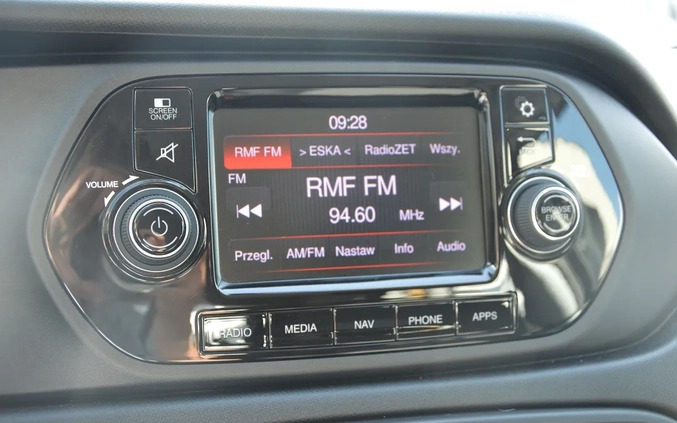 SCREEN
ON/OFF
VOLUME
09:28
RMF FM > ESKA < RadioZET Wszy.
FM
RMF FM
94.60 MHz
Przegl. AM/FM Nastaw Info Audio
BROWSE
ENTER
RADIO MEDIA NAV PHONE APPS